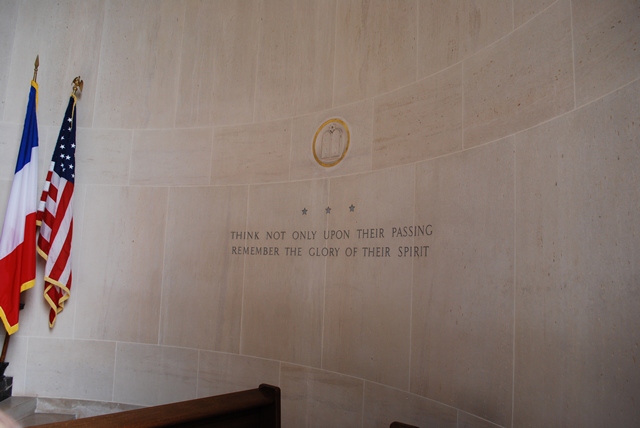 THINK NOT ONLY UPON THEIR PASSING
REMEMBER THE GLORY OF THEIR SPIRIT